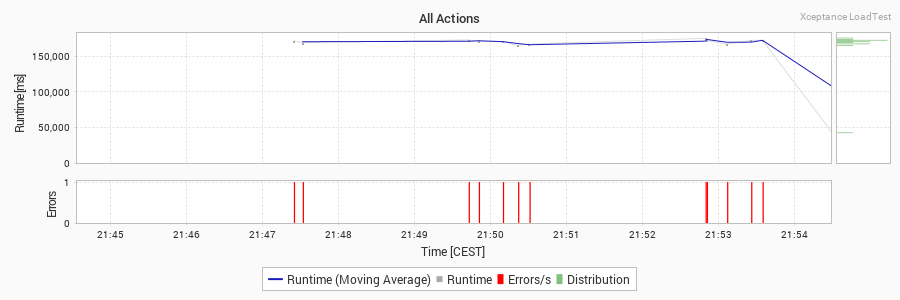 All Actions
Xceptance LoadTest
Runtime [ms]
150,000
100,000
50,000
0
Errors
1
0
21:45 21:46 21:47 21:48 21:49 21:50 21:51 21:52 21:53 21:54
Time [CEST]
Runtime (Moving Average) Runtime Errors/s Distribution